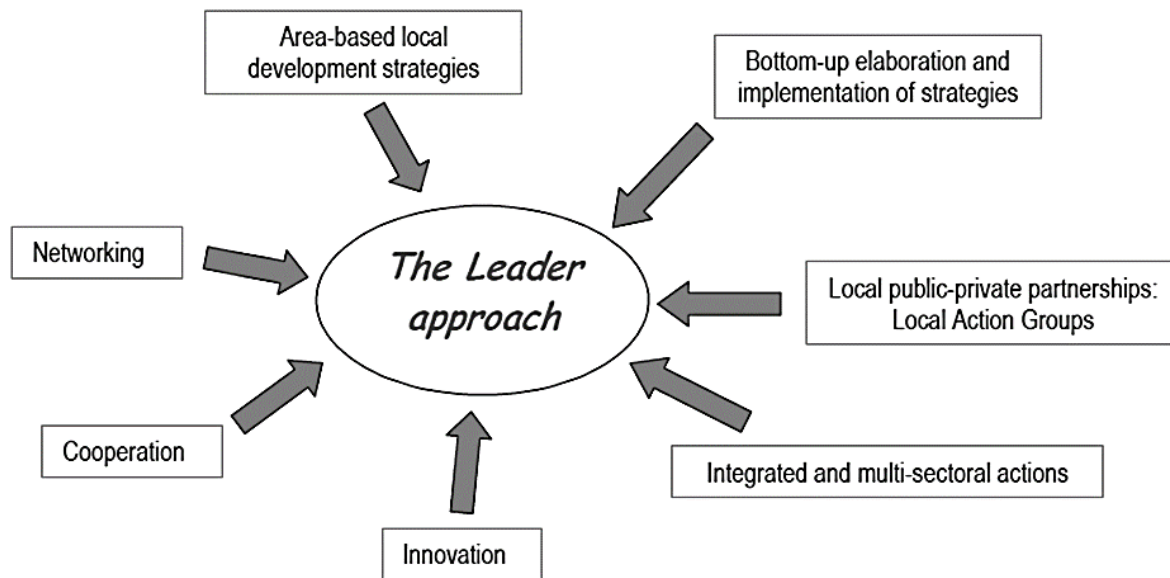 Area-based local
development strategies
Bottom-up elaboration and
implementation of strategies
Networking
The Leader
approach
Local public-private partnerships:
Local Action Groups
Cooperation
Integrated and multi-sectoral actions
Innovation